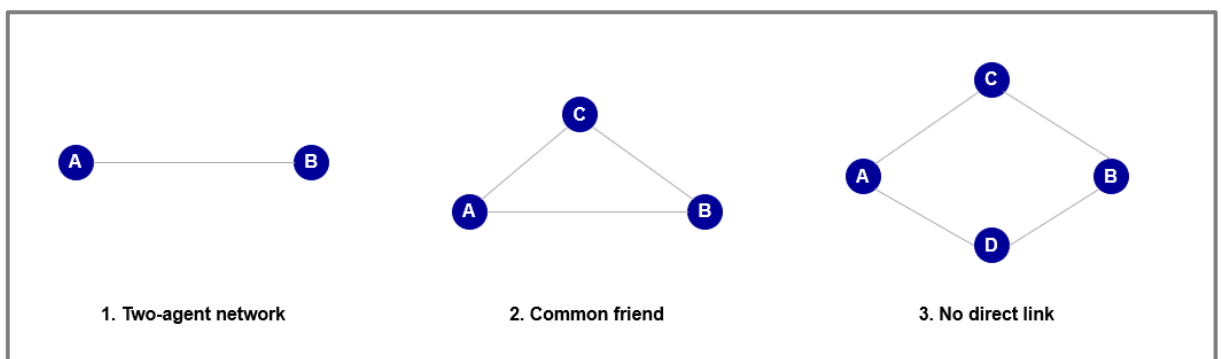 C
C
A
B
A
B
A
B
D
1. Two-agent network
2. Common friend
3. No direct link